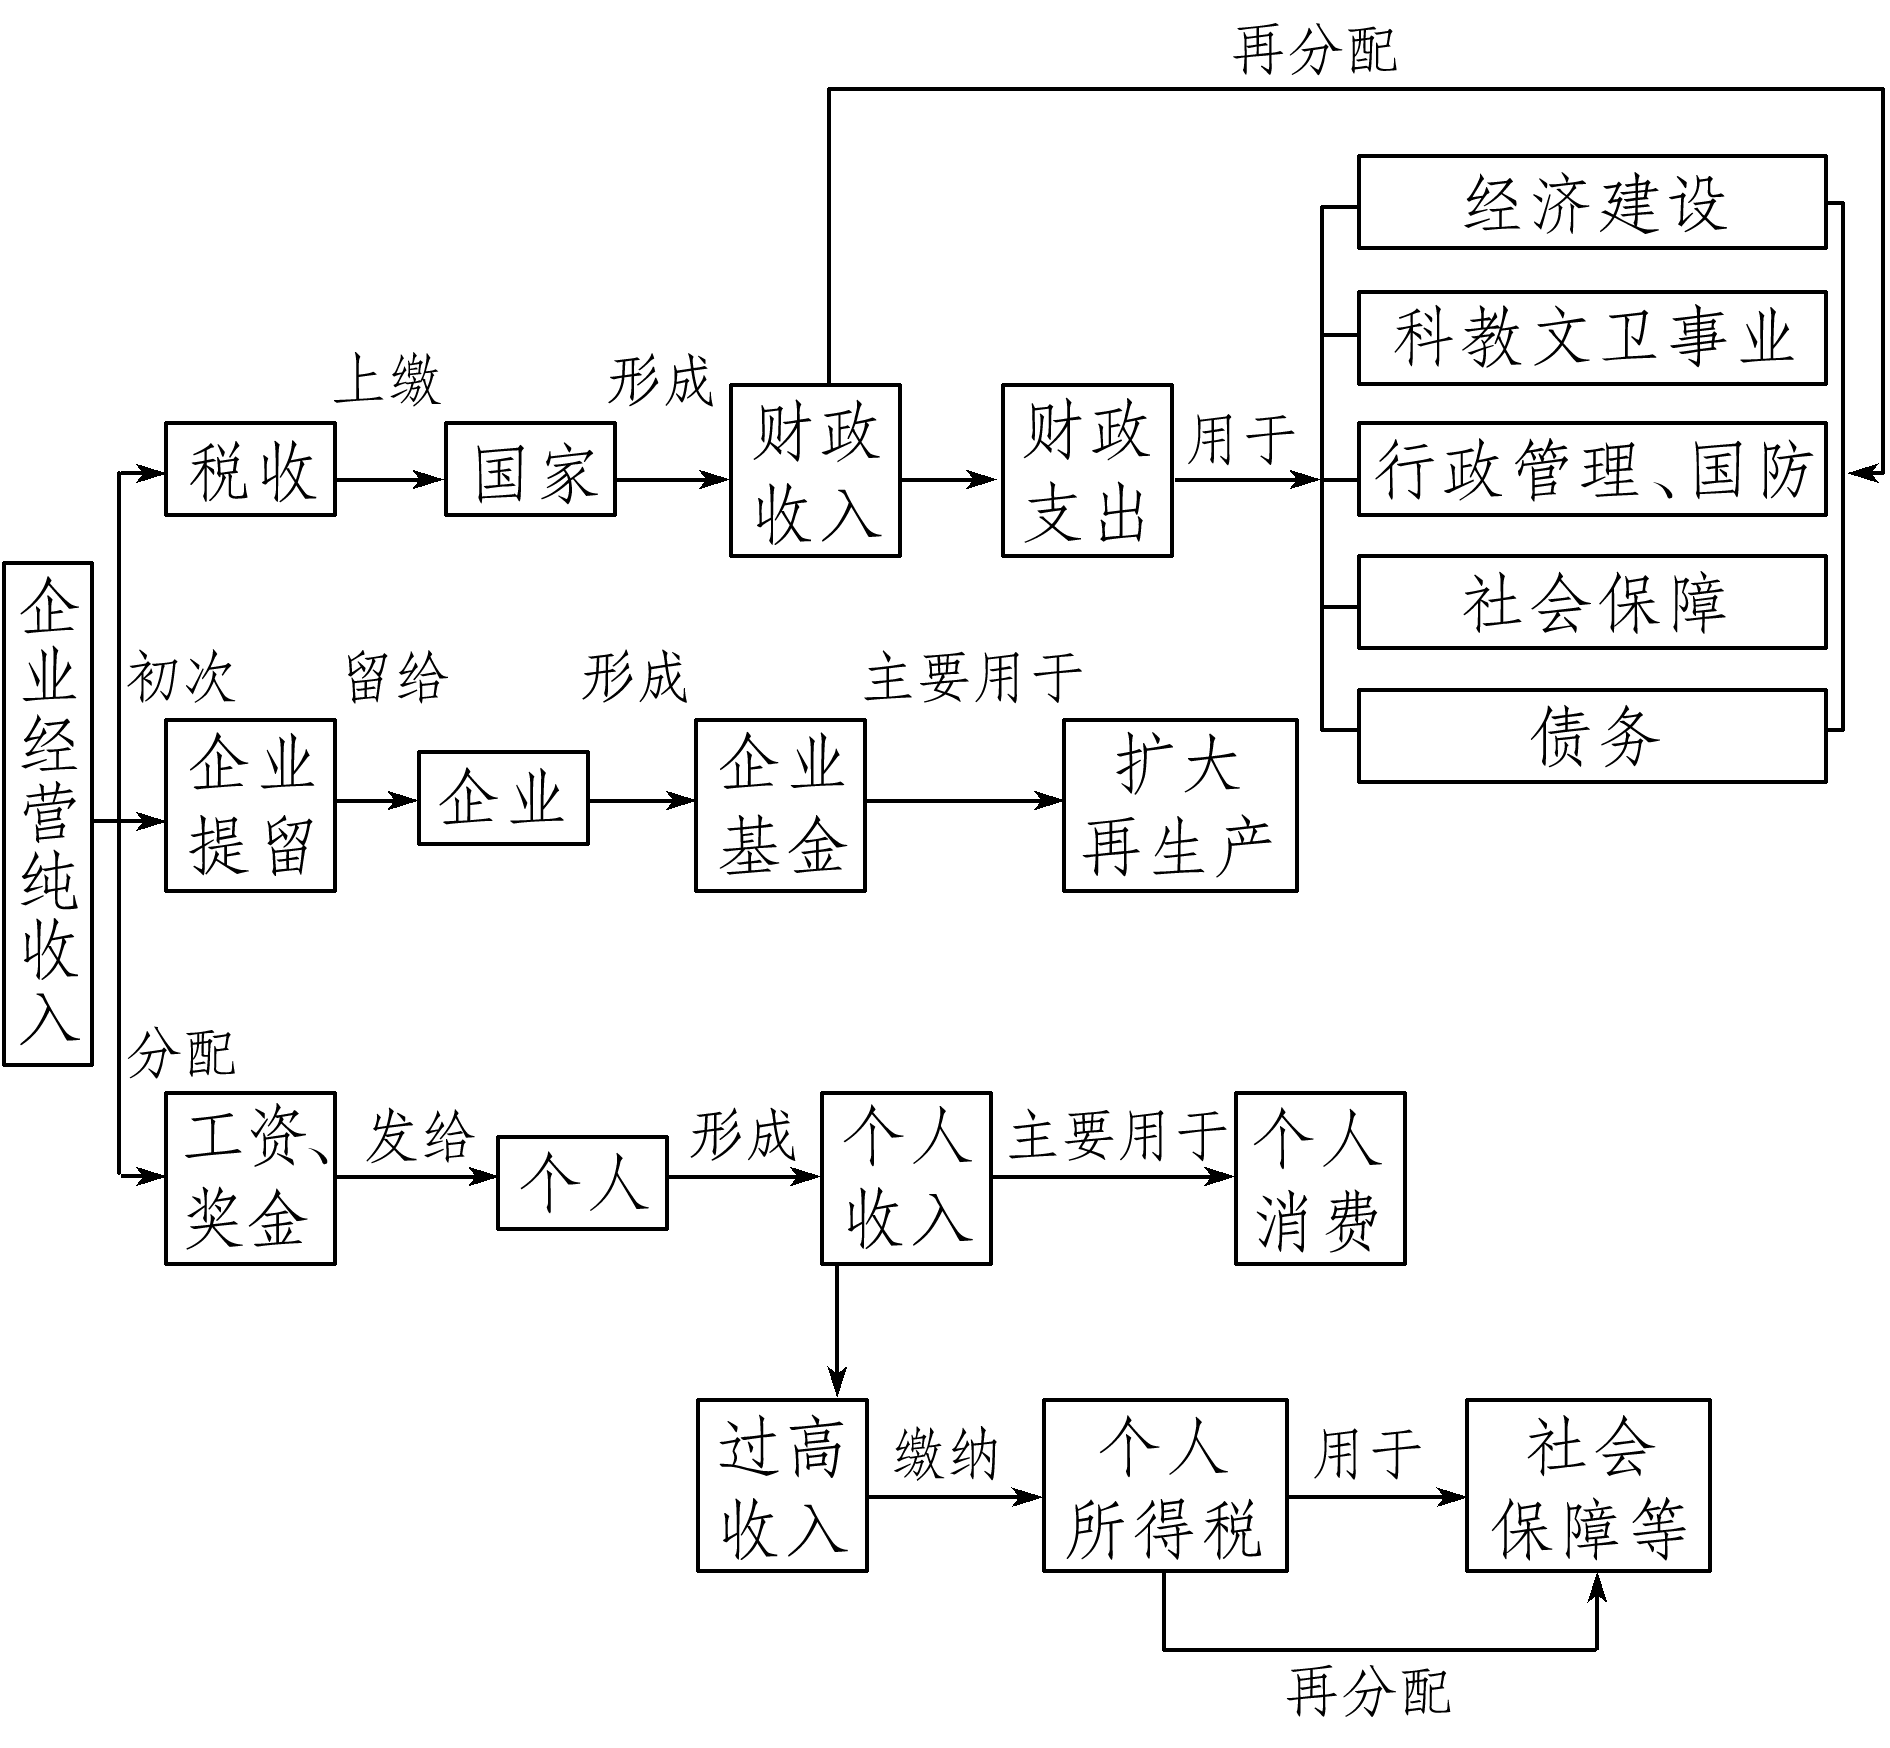 再分配
经济建设
科教文卫事业
上缴
形成
税收
国家
财政
收入
财政
支出
用于
行政管理、国防
社会保障
债务
企业经营纯收入
初次
留给
形成
主要用于
企业
提留
企业
企业
基金
扩大
再生产
分配
工资、
奖金
发给
个人
形成
个人
收入
主要用于
个人
消费
过高
收入
缴纳
个人
所得税
用于
社会
保障等
再分配